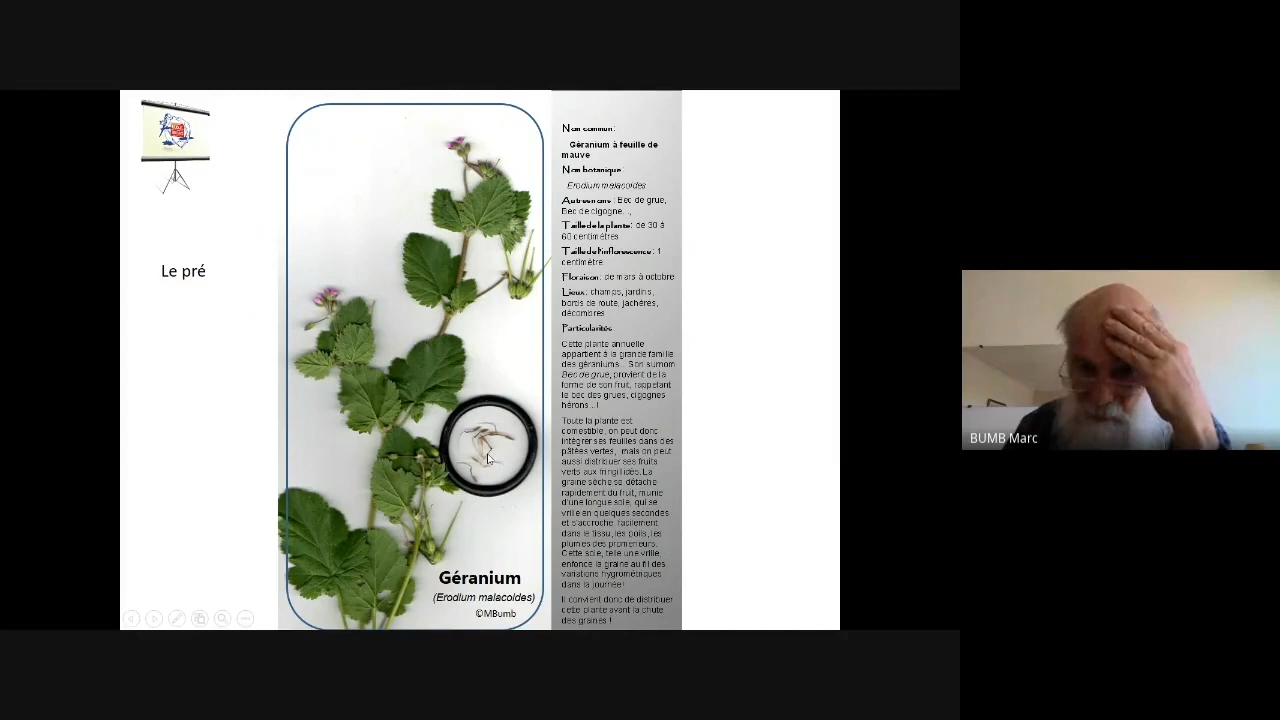 Le pré
Géranium
(Erodium malacoides)
©MBumb
Nom commun:
Géranium à feuille de
mauve
Nom botanique:
Erodium malacoides
Autres noms : Bec de grue,
Bec de cigogne...,
Taille de la plante: de 30 à
60 centimètres
Taille de l'inflorescence: 1
centimètre
Floraison: de mars à octobre
Lieux: champs, jardins,
bords de route, jachères,
décombres
Particularités
Cette plante annuelle
appartient à la grande famille
des géraniums... Son surnom
Bec de grue, provient de la
forme de son fruit, rappelant
le bec des grues, cigognes
hérons...!
Toute la plante est
comestible, on peut donc
intégrer ses feuilles dans des
pâtées vertes, mais on peut
aussi distribuer ses fruits
verts aux fringillidés. La
graine sèche se détache
rapidement du fruit, munie
d'une longue soie, qui se
vrille en quelques secondes
et s'accroche facilement
dans le tissu, les poils, les
plumes des promeneurs.
Cette soie, telle une vrille,
enfonce la graine au fil des
variations hygrométriques
dans la journée!
Il convient donc de distribuer
cette plante avant la chute
des graines !
BUMB Marc